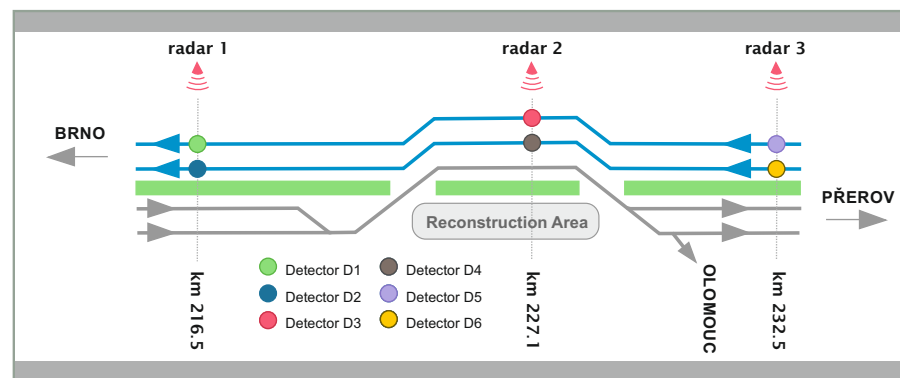 radar 1
radar 2
radar 3
BRNO
PŘEROV
Reconstruction Area
OLOMOUC
km 216.5
km 227.1
km 232.5
Detector D1
Detector D4
Detector D2
Detector D5
Detector D3
Detector D6